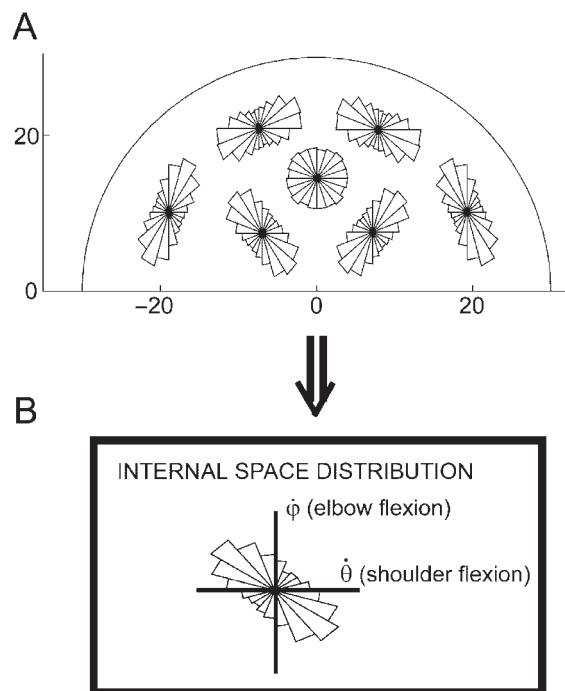 A
20
0
−20
0
20
B
INTERNAL SPACE DISTRIBUTION
φ̇ (elbow flexion)
θ̇ (shoulder flexion)